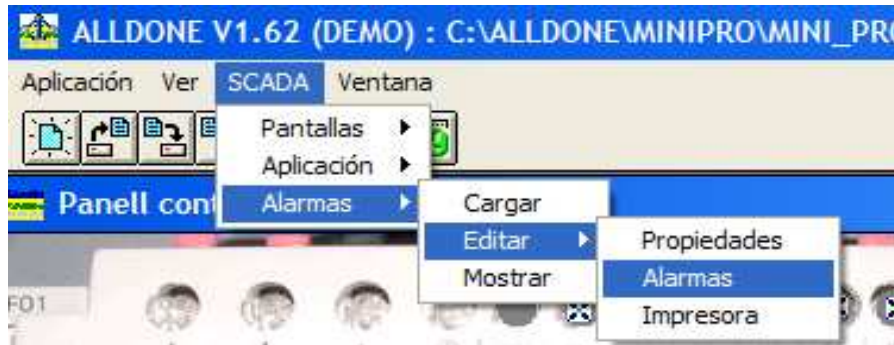 ALLDONE V1.62 (DEMO) : C:\ALLDONE\MINIPRO\MINI_PR
Aplicación Ver SCADA Ventana
Pantallas
Aplicación
Panell cont Alarmas Cargar
Editar Propiedades
Mostrar Alarmas
Impresora